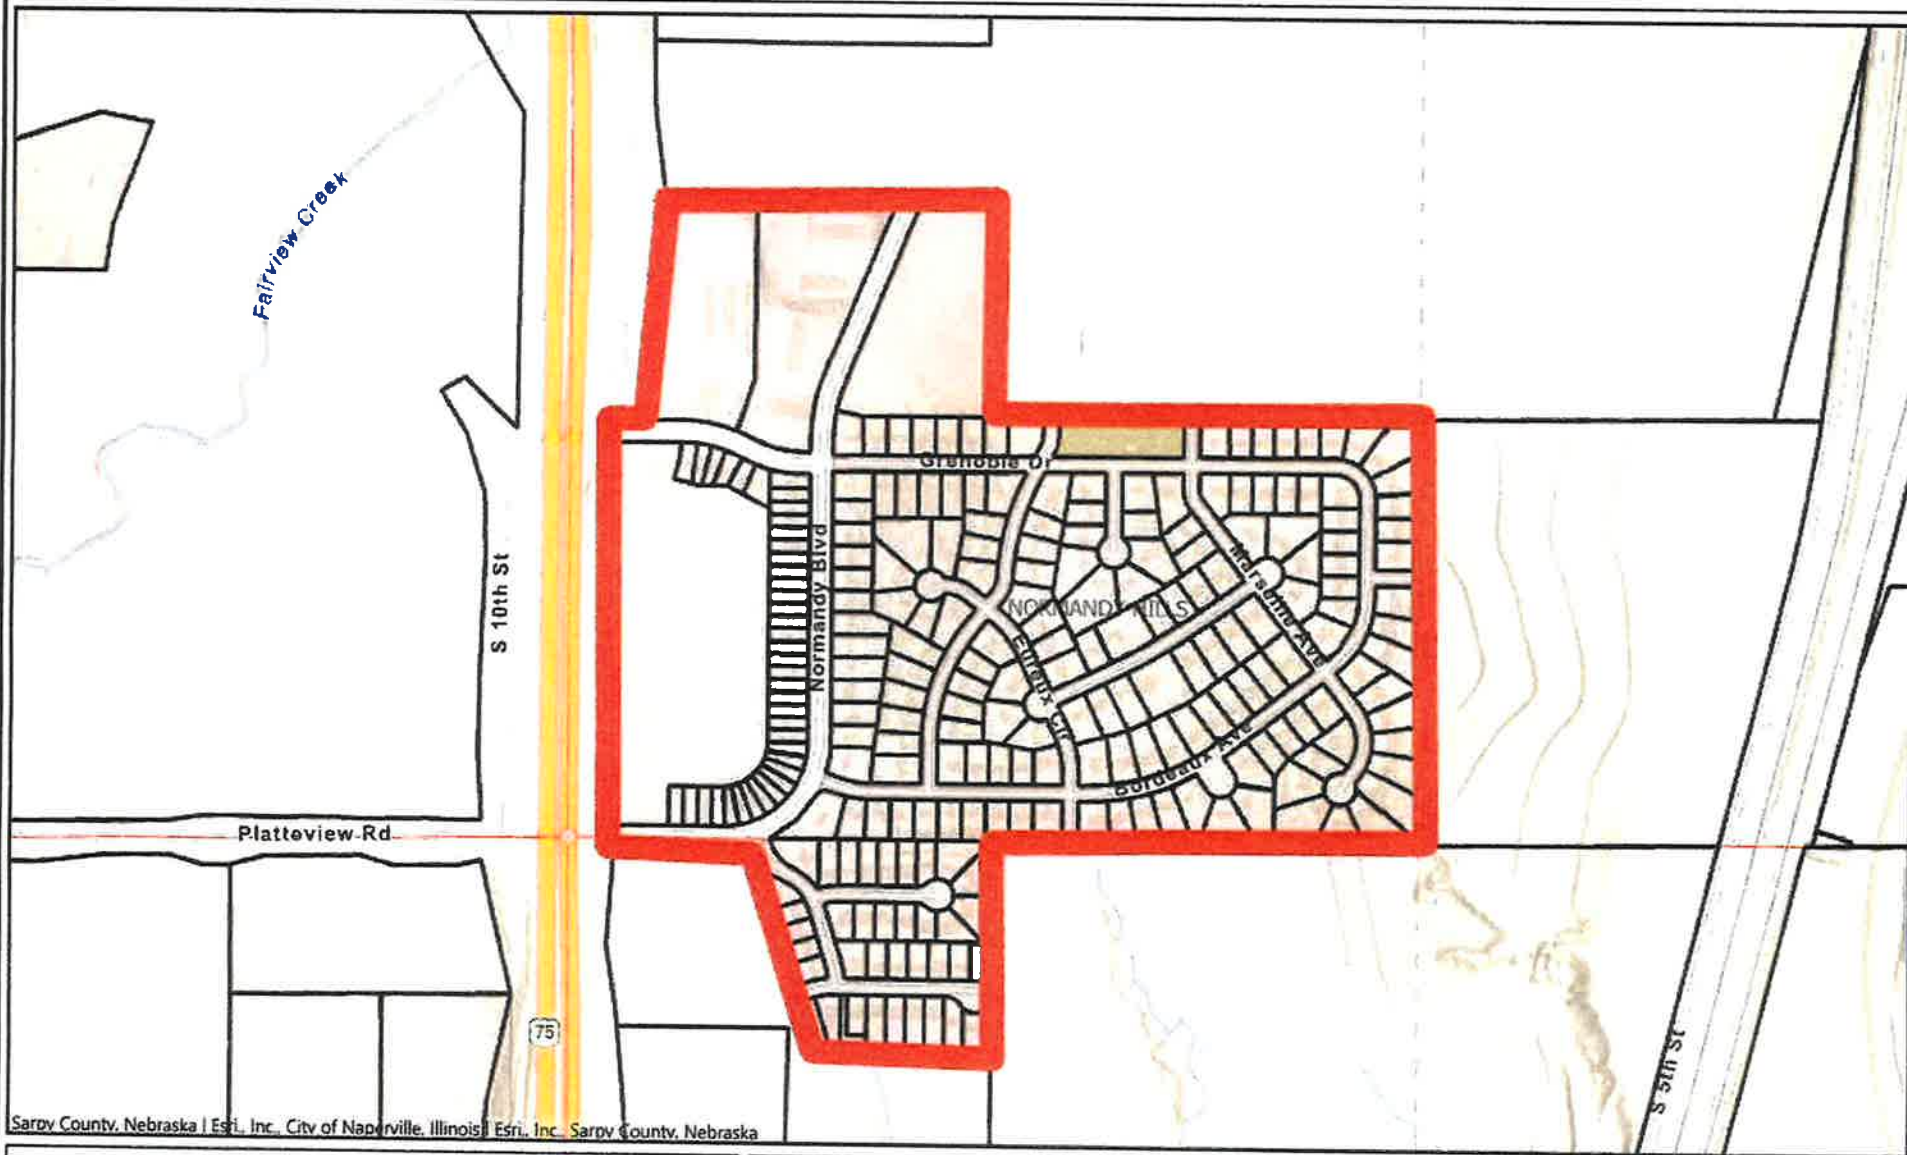 Fairview Creek
Grenoble Dr
S 10th St
Normandy Blvd
NORMANDY HILLS
Marseille Ave
Eureux Cir
Bordeaux Ave
Platteview Rd
75
S 5th St
Sarpy County, Nebraska | Esri, Inc., City of Naperville, Illinois | Esri, Inc., Sarpy County, Nebraska